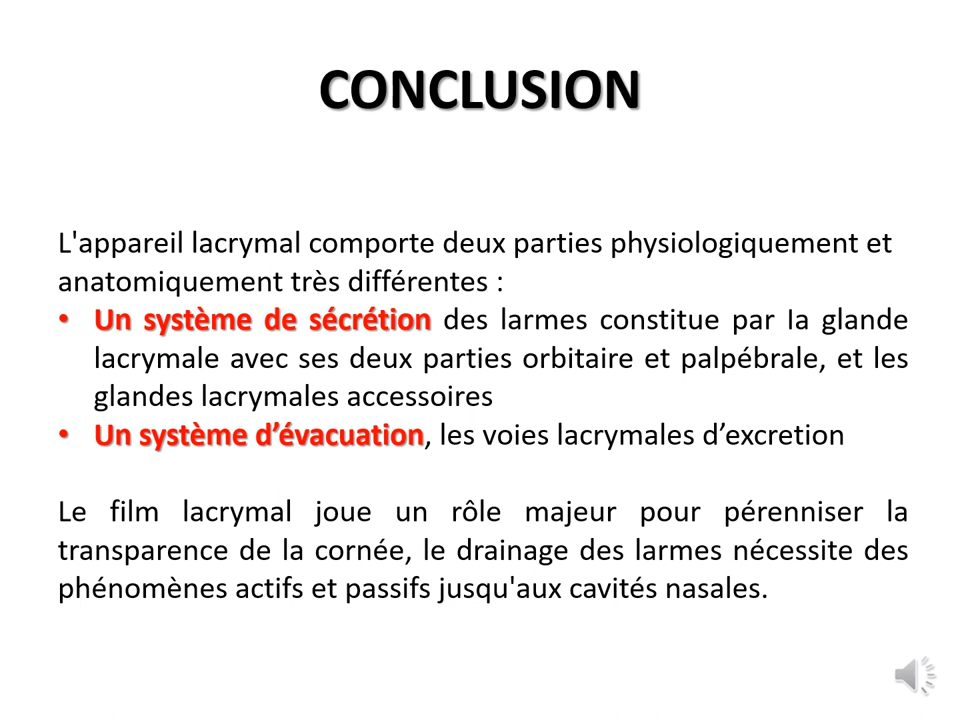 CONCLUSION
L'appareil lacrymal comporte deux parties physiologiquement et
anatomiquement très différentes :
• Un système de sécrétion des larmes constitue par Ia glande
lacrymale avec ses deux parties orbitaire et palpébrale, et les
glandes lacrymales accessoires
• Un système d’évacuation, les voies lacrymales d’excretion
Le film lacrymal joue un rôle majeur pour pérenniser la
transparence de la cornée, le drainage des larmes nécessite des
phénomènes actifs et passifs jusqu'aux cavités nasales.